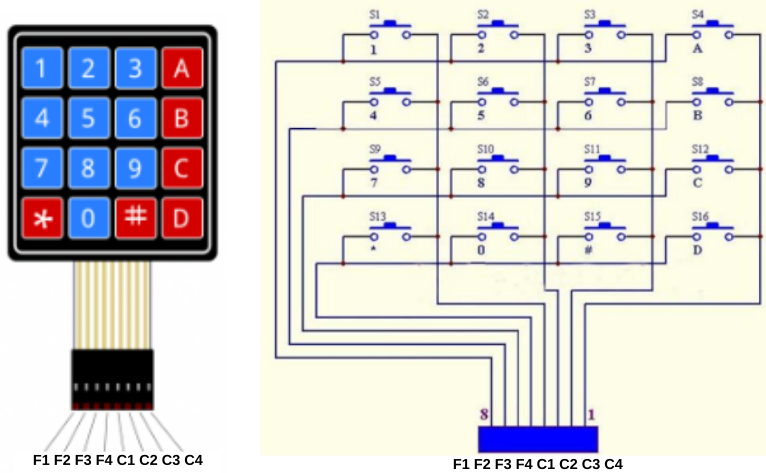 1 2 3 A
4 5 6 B
7 8 9 C
* 0 # D
F1 F2 F3 F4 C1 C2 C3 C4
S1 S2 S3 S4
1 2 3 A
S5 S6 S7 S8
4 5 6 B
S9 S10 S11 S12
7 8 9 C
S13 S14 S15 S16
* 0 # D
8 1
F1 F2 F3 F4 C1 C2 C3 C4